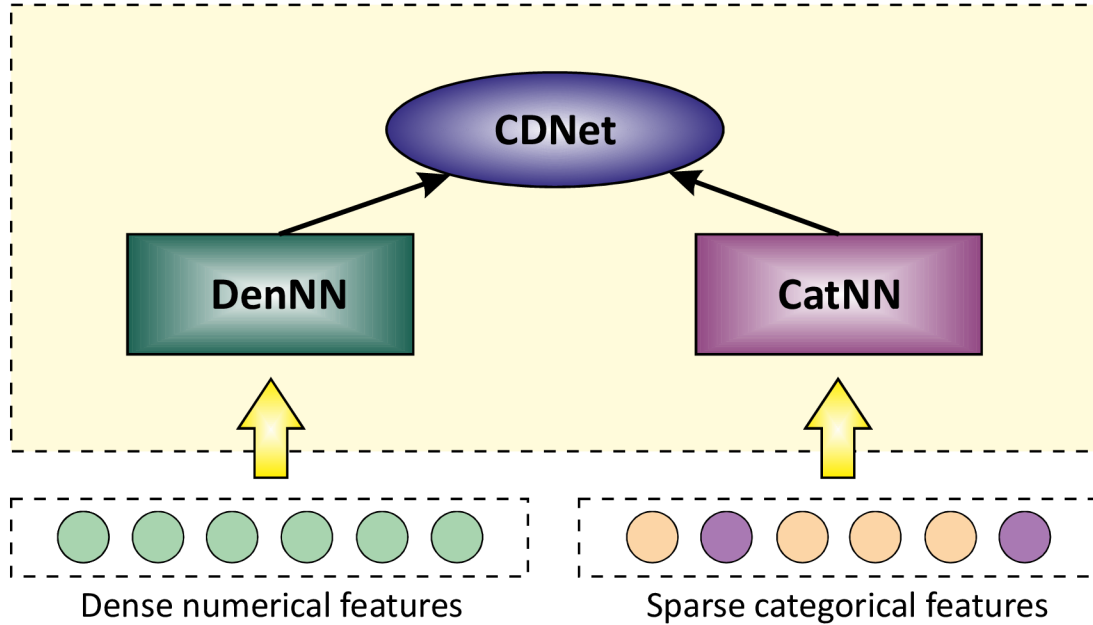 CDNet
DenNN
CatNN
Dense numerical features
Sparse categorical features